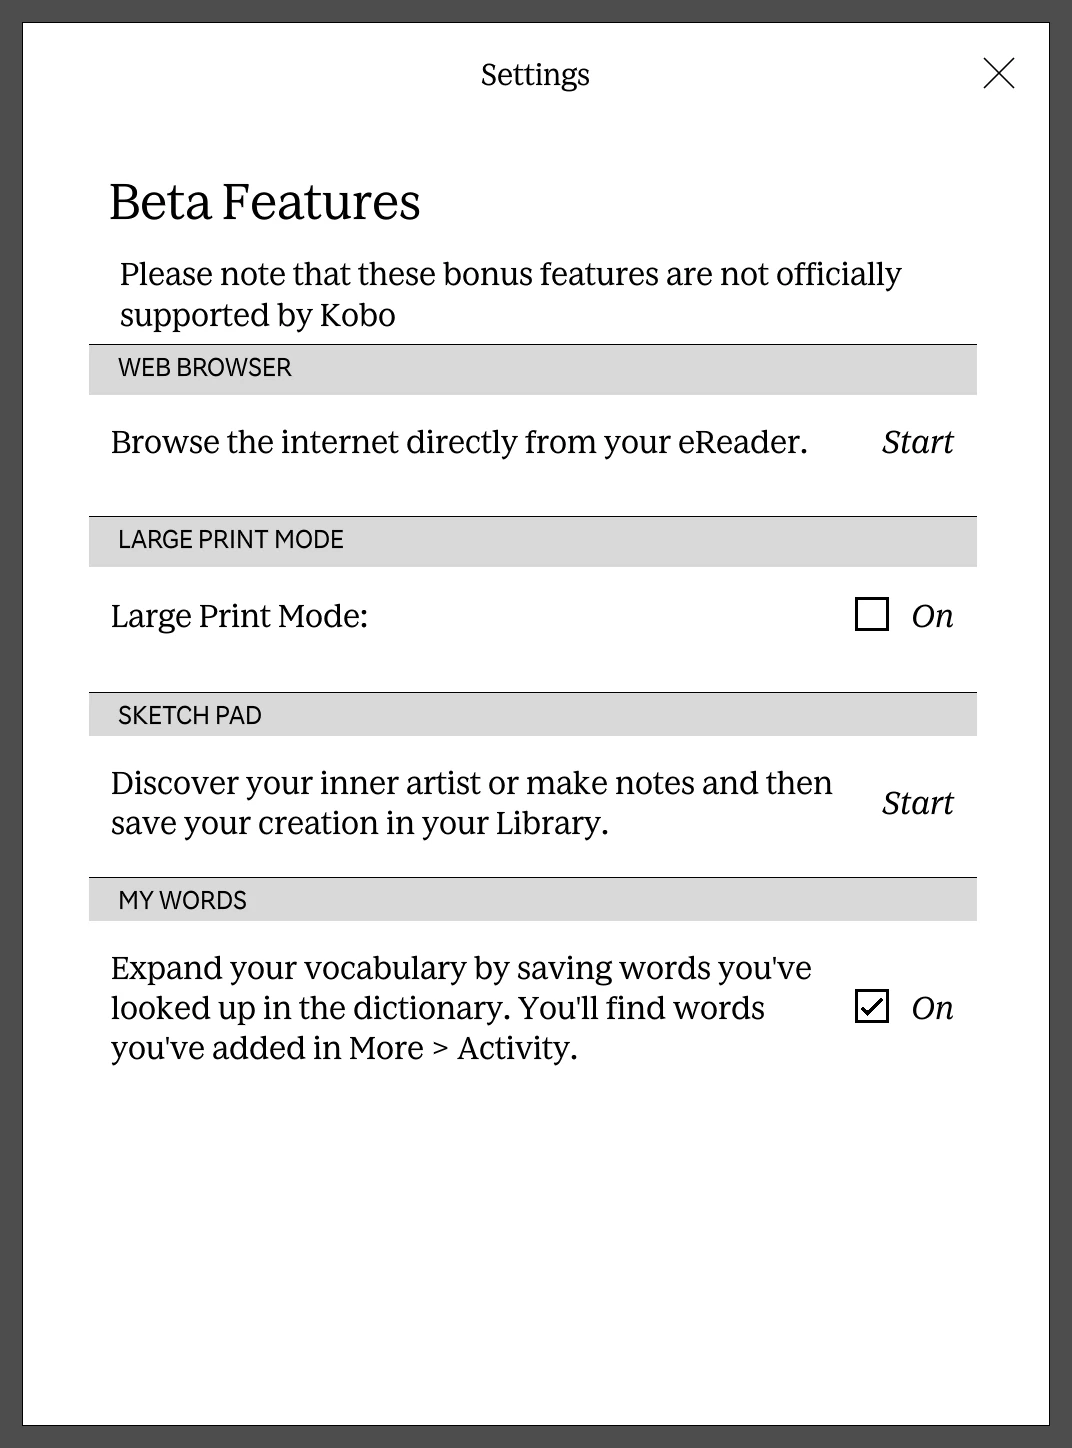 Settings
Beta Features
Please note that these bonus features are not officially
supported by Kobo
WEB BROWSER
Browse the internet directly from your eReader.
Start
LARGE PRINT MODE
Large Print Mode:
On
SKETCH PAD
Discover your inner artist or make notes and then
save your creation in your Library.
Start
MY WORDS
Expand your vocabulary by saving words you've
looked up in the dictionary. You'll find words
you've added in More > Activity.
On